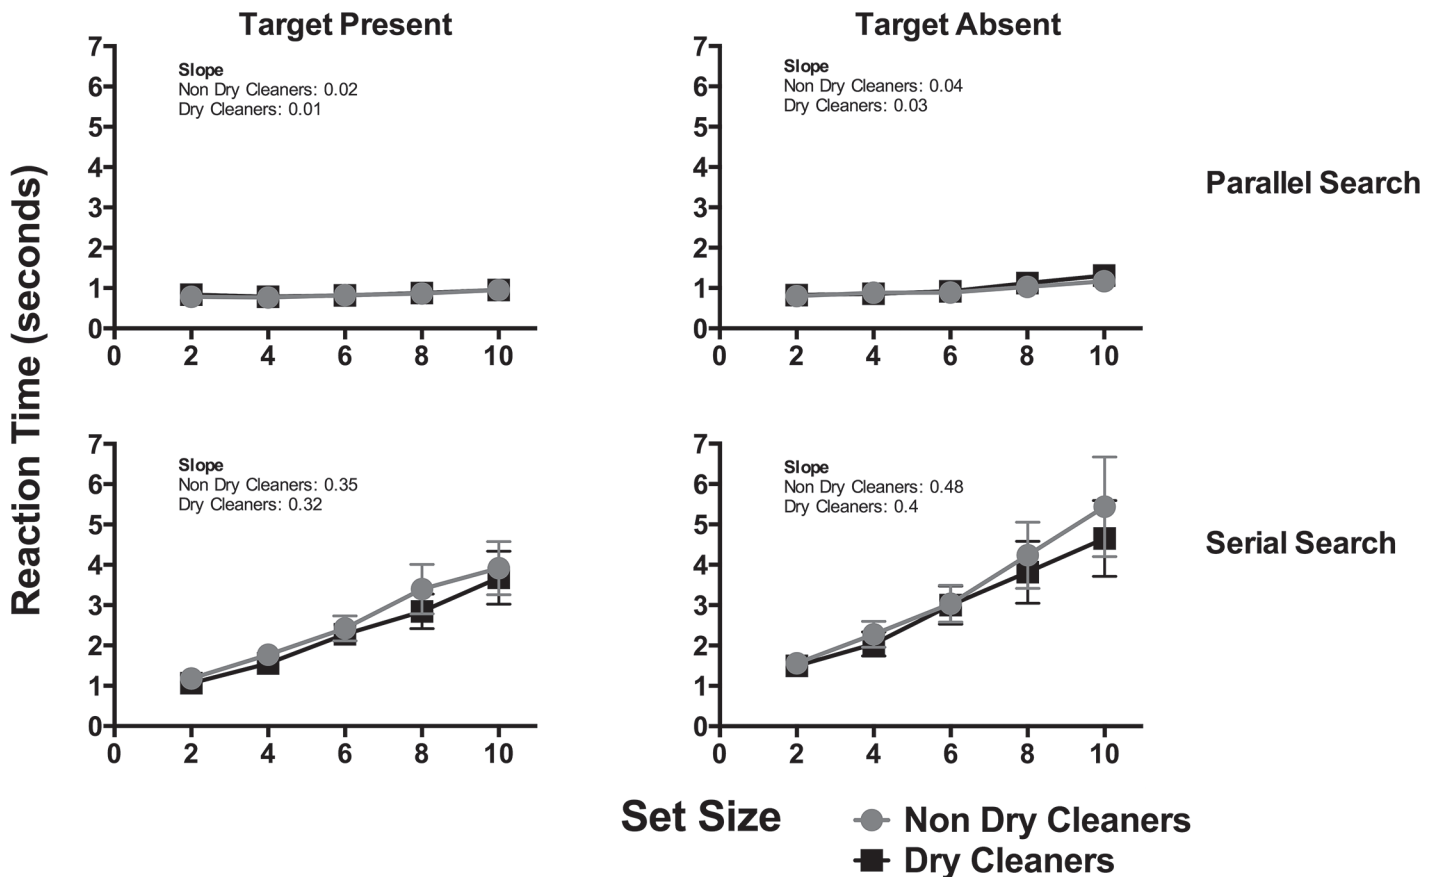 Target Present
7
6
5
4
3
2
1
0
Slope
Non Dry Cleaners: 0.02
Dry Cleaners: 0.01
0 2 4 6 8 10
Target Absent
7
6
5
4
3
2
1
0
Slope
Non Dry Cleaners: 0.04
Dry Cleaners: 0.03
0 2 4 6 8 10
Parallel Search
Reaction Time (seconds)
7
6
5
4
3
2
1
0
Slope
Non Dry Cleaners: 0.35
Dry Cleaners: 0.32
0 2 4 6 8 10
7
6
5
4
3
2
1
0
Slope
Non Dry Cleaners: 0.48
Dry Cleaners: 0.4
0 2 4 6 8 10
Serial Search
Set Size
Non Dry Cleaners
Dry Cleaners